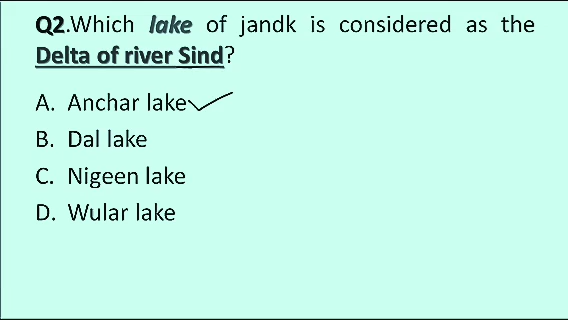 Q2.Which lake of jandk is considered as the
Delta of river Sind?
A. Anchar lake
B. Dal lake
C. Nigeen lake
D. Wular lake